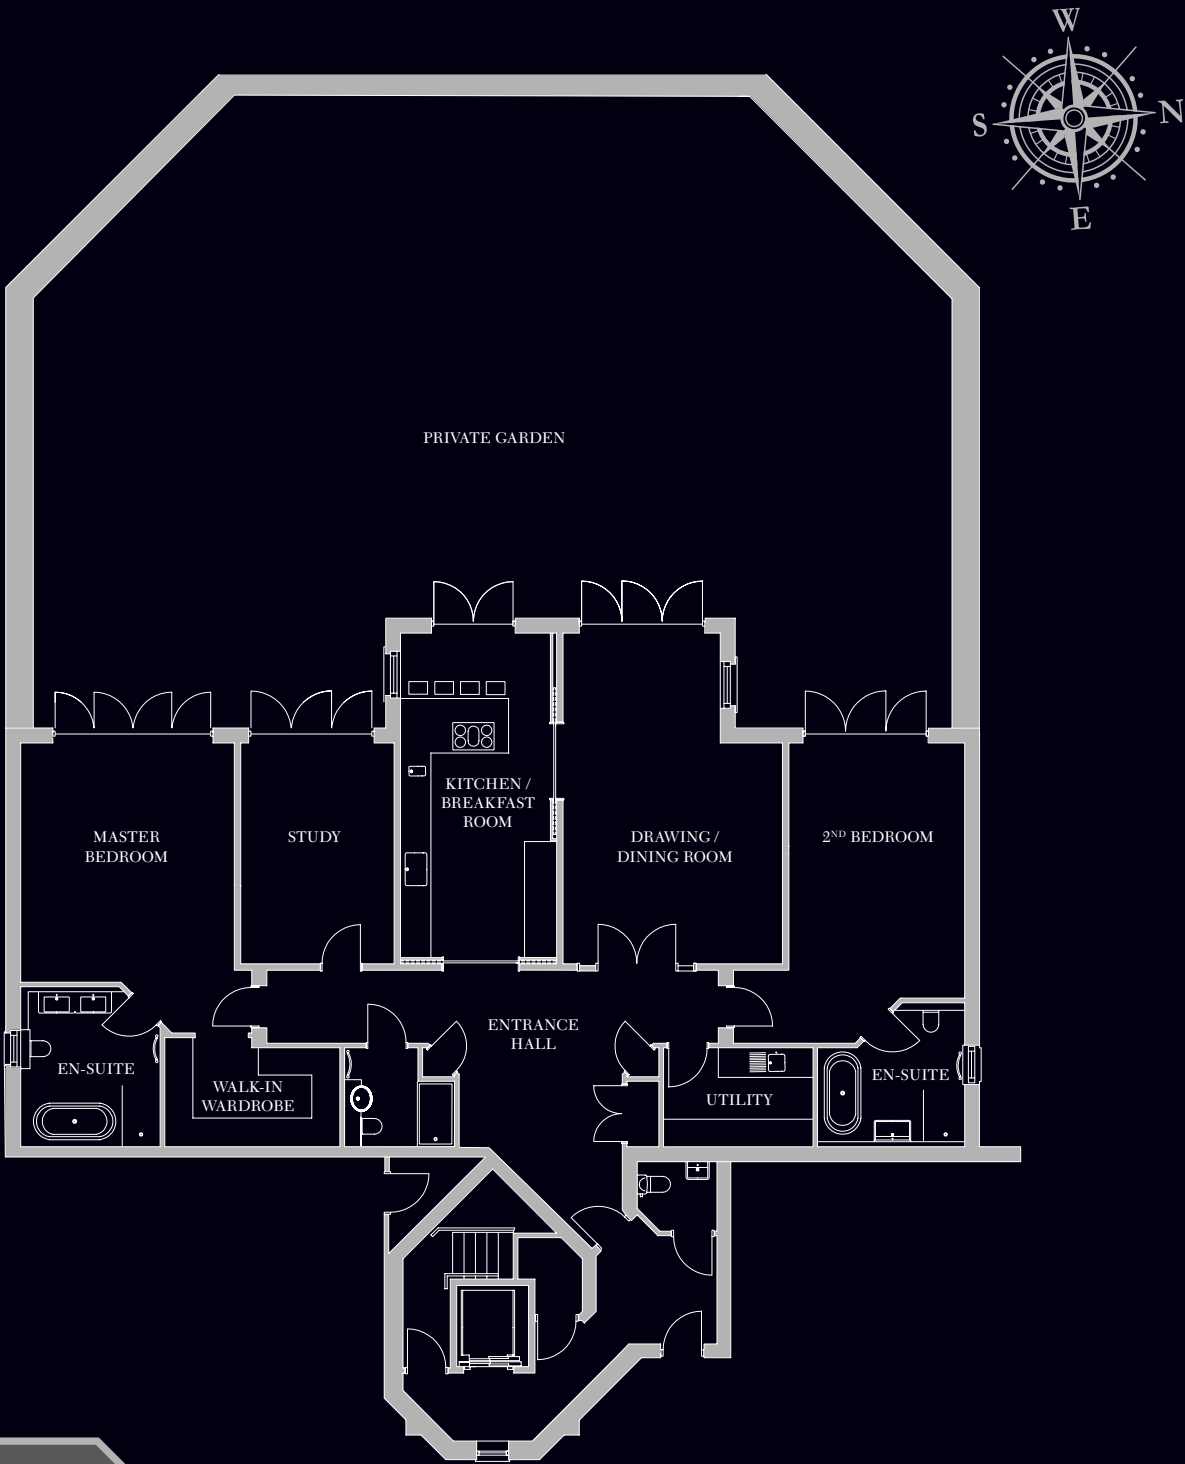 W
S
N
E
PRIVATE GARDEN
KITCHEN /
BREAKFAST
ROOM
MASTER
BEDROOM
STUDY
DRAWING /
DINING ROOM
2ND BEDROOM
ENTRANCE
HALL
EN-SUITE
WALK-IN
WARDROBE
UTILITY
EN-SUITE